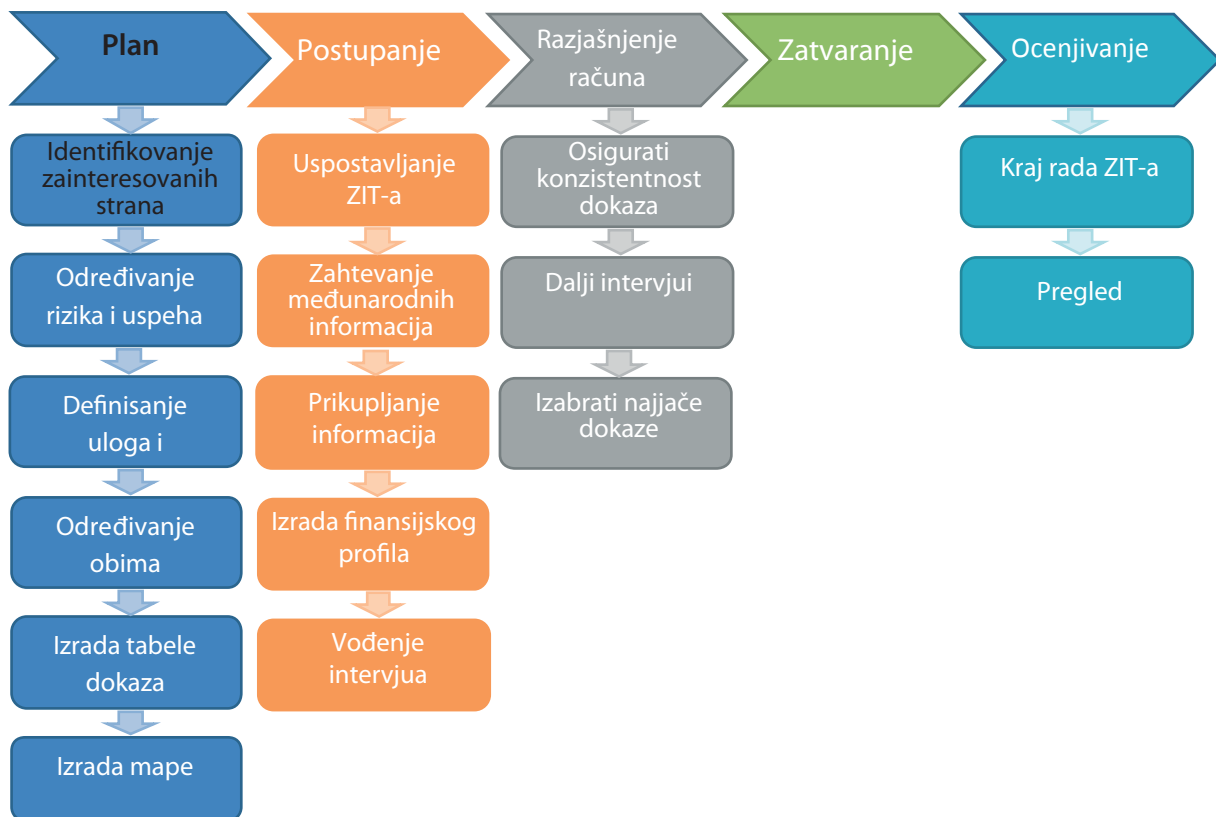 Plan
Identifikovanje
zainteresovanih
strana
Određivanje
rizika i uspeha
Definisanje
uloga i
Određivanje
obima
Izrada tabele
dokaza
Izrada mape
Postupanje
Uspostavljanje
ZIT-a
Zahtevanje
međunarodnih
informacija
Prikupljanje
informacija
Izrada finansijskog
profila
Vođenje
intervjua
Razjašnjenje
računa
Osigurati
konzistentnost
dokaza
Dalji intervjui
Izabrati najjače
dokaze
Zatvaranje
Ocenjivanje
Kraj rada ZIT-a
Pregled